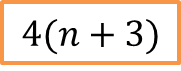 4(n + 3)